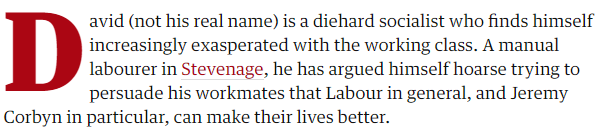 David (not his real name) is a diehard socialist who finds himself
increasingly exasperated with the working class. A manual
labourer in Stevenage, he has argued himself hoarse trying to
persuade his workmates that Labour in general, and Jeremy
Corbyn in particular, can make their lives better.